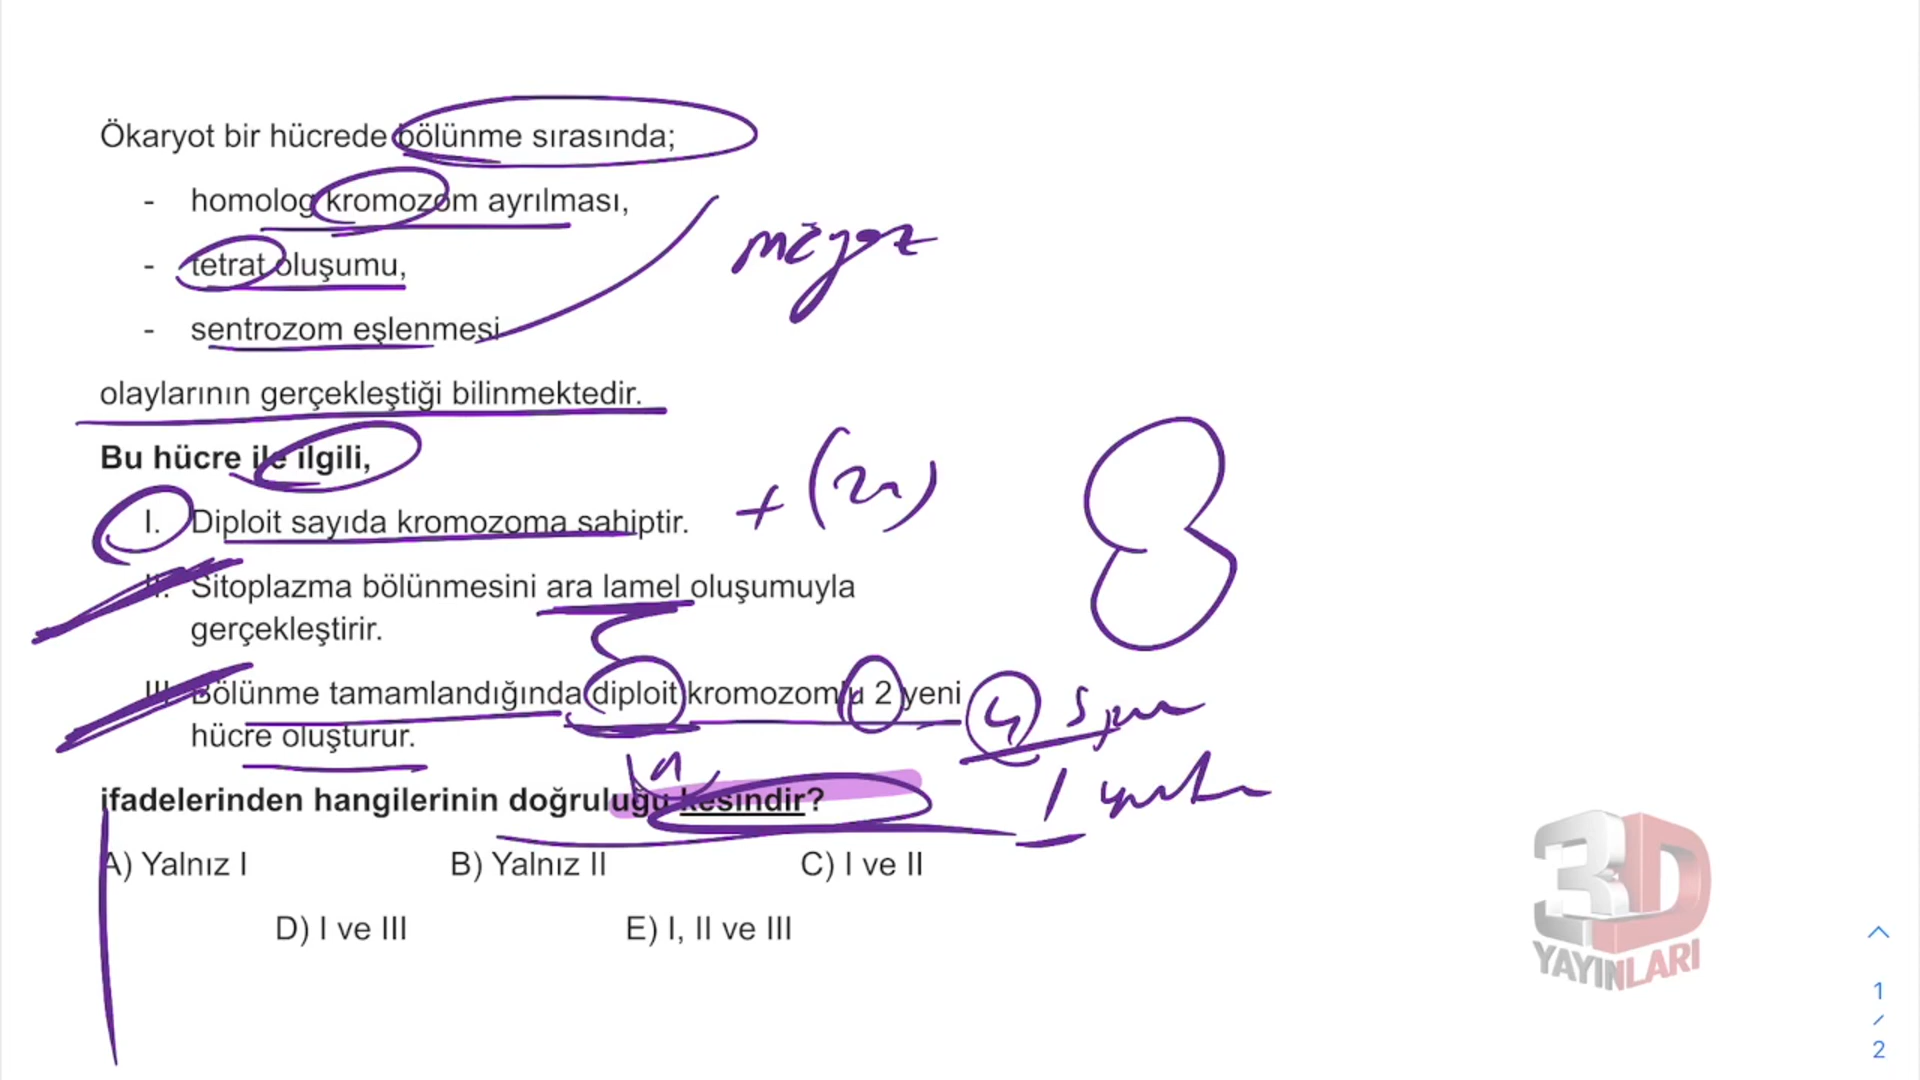 Ökaryot bir hücrede bölünme sırasında;
- homolog kromozom ayrılması,
- tetrat oluşumu,
mayoz
- sentrozom eşlenmesi
olaylarının gerçekleştiği bilinmektedir.
Bu hücre ile ilgili,
+ (2n)
I. Diploit sayıda kromozoma sahiptir.
II. Sitoplazma bölünmesini ara lamel oluşumuyla
gerçekleştirir.
III. Bölünme tamamlandığında diploit kromozomlu 2 yeni
4
hücre oluşturur.
n
1
ifadelerinden hangilerinin doğruluğu kesindir?
A) Yalnız I B) Yalnız II C) I ve II
D) I ve III E) I, II ve III
3D
YAYINLARI
1
/
2